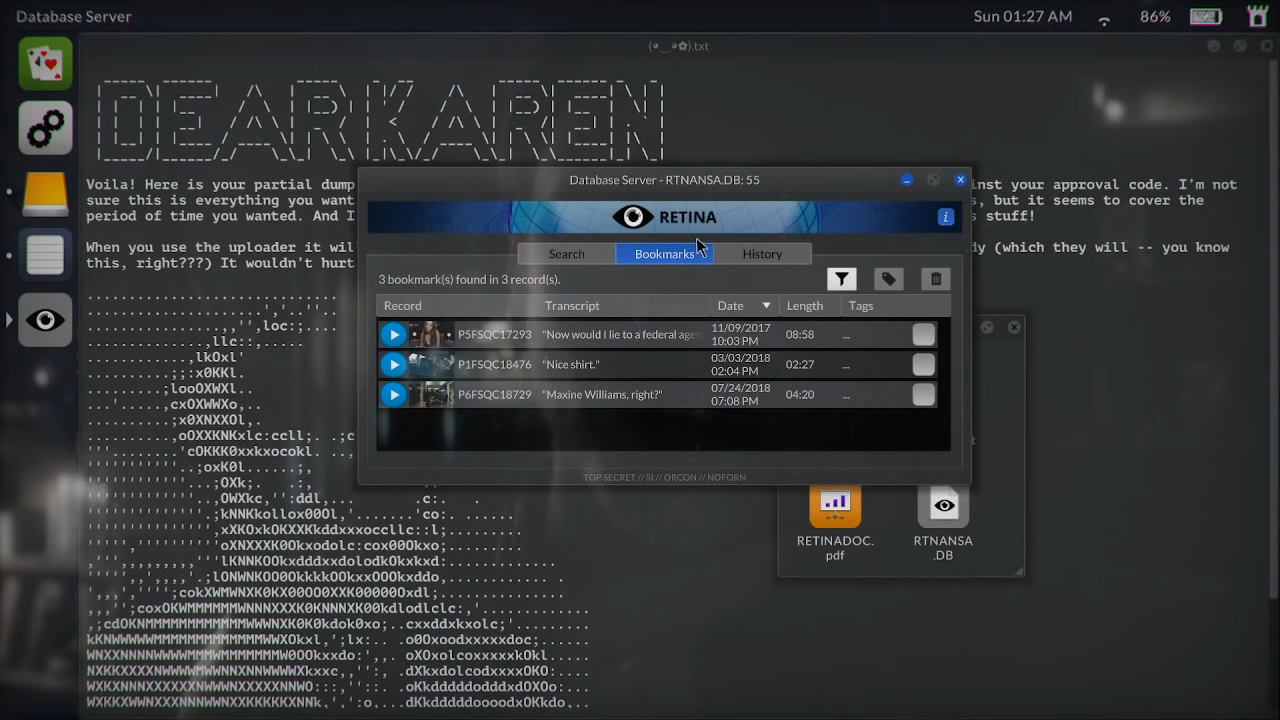 Database Server
Sun 01:27 AM
86%
(◕‿◕✿).txt
DEARKAREN
Voila! Here is your partial dump
inst your approval code. I'm not
sure this is everything you want
s, but it seems to cover the
period of time you wanted. And I
s stuff!
When you use the uploader it wil
dy (which they will -- you know
this, right???) It wouldn't hurt
Database Server - RTNANSA.DB: 55
RETINA
Search
Bookmarks
History
3 bookmark(s) found in 3 record(s).
Record
Transcript
Date
Length
Tags
P5FSQC17293
"Now would I lie to a federal agen
11/09/2017
10:03 PM
08:58
...
P1FSQC18476
"Nice shirt."
03/03/2018
02:04 PM
02:27
...
P6FSQC18729
"Maxine Williams, right?"
07/24/2018
07:08 PM
04:20
...
TOP SECRET // SI // ORCON // NOFORN
RETINADOC.
pdf
RTNANSA
.DB